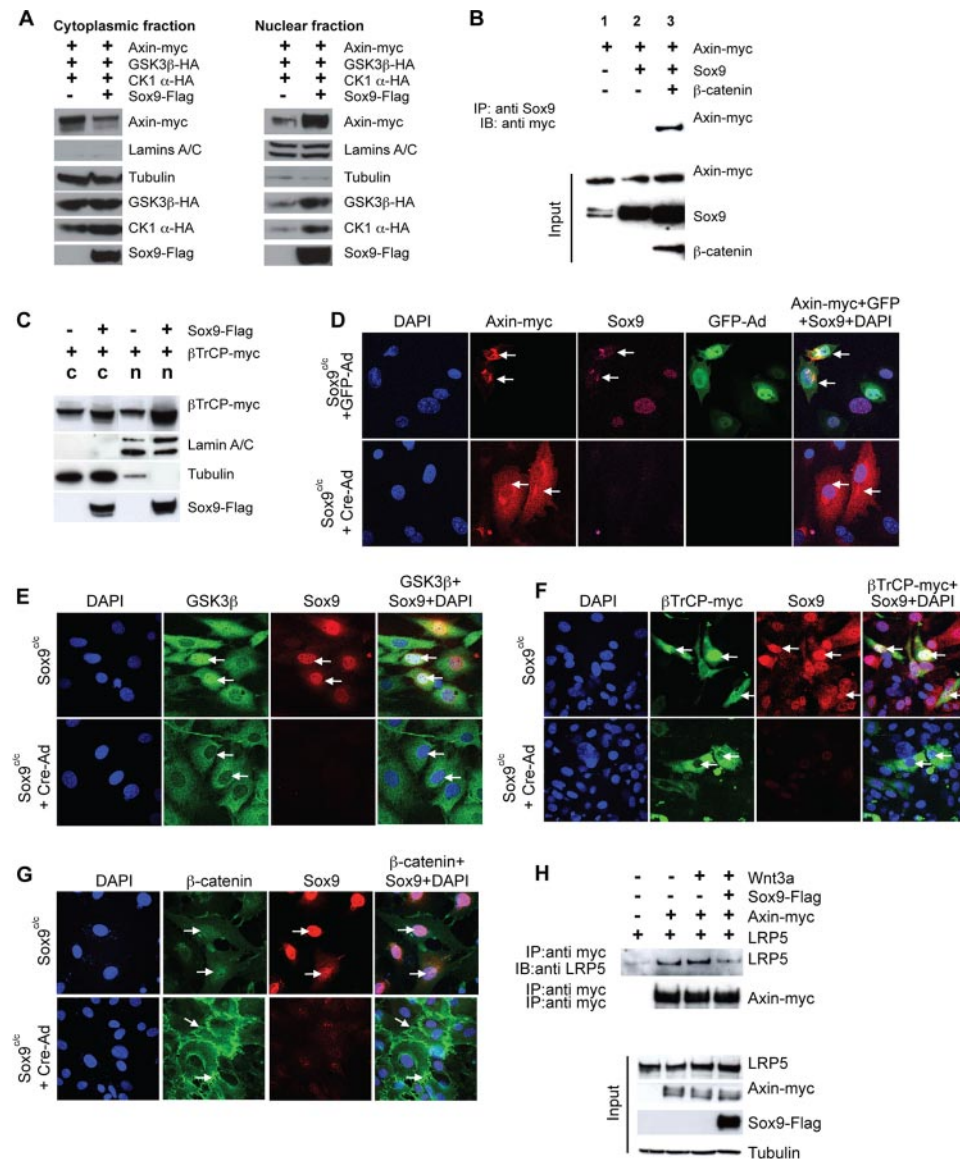 A
Cytoplasmic fraction
+ + Axin-myc
+ + GSK3β-HA
+ + CK1 α-HA
- + Sox9-Flag
Axin-myc
Lamins A/C
Tubulin
GSK3β-HA
CK1 α-HA
Sox9-Flag
Nuclear fraction
+ + Axin-myc
+ + GSK3β-HA
+ + CK1 α-HA
- + Sox9-Flag
Axin-myc
Lamins A/C
Tubulin
GSK3β-HA
CK1 α-HA
Sox9-Flag
B
1 2 3
+ + + Axin-myc
- + + Sox9
- - + β-catenin
IP: anti Sox9
IB: anti myc
Axin-myc
Input
Axin-myc
Sox9
β-catenin
C
- + - + Sox9-Flag
+ + + + βTrCP-myc
c c n n
βTrCP-myc
Lamin A/C
Tubulin
Sox9-Flag
D
DAPI Axin-myc Sox9 GFP-Ad Axin-myc+GFP
+Sox9+DAPI
Sox9c/c
+GFP-Ad
Sox9c/c
+ Cre-Ad
E
DAPI GSK3β Sox9 GSK3β+
Sox9+DAPI
Sox9c/c
Sox9c/c
+ Cre-Ad
F
DAPI βTrCP-myc Sox9 βTrCP-myc+
Sox9+DAPI
Sox9c/c
Sox9c/c
+ Cre-Ad
G
DAPI β-catenin Sox9 β-catenin+
Sox9+DAPI
Sox9c/c
Sox9c/c
+ Cre-Ad
H
- - + + Wnt3a
- - - + Sox9-Flag
- + + + Axin-myc
+ + + + LRP5
IP:anti myc
IB:anti LRP5
LRP5
IP:anti myc
IP:anti myc
Axin-myc
Input
LRP5
Axin-myc
Sox9-Flag
Tubulin